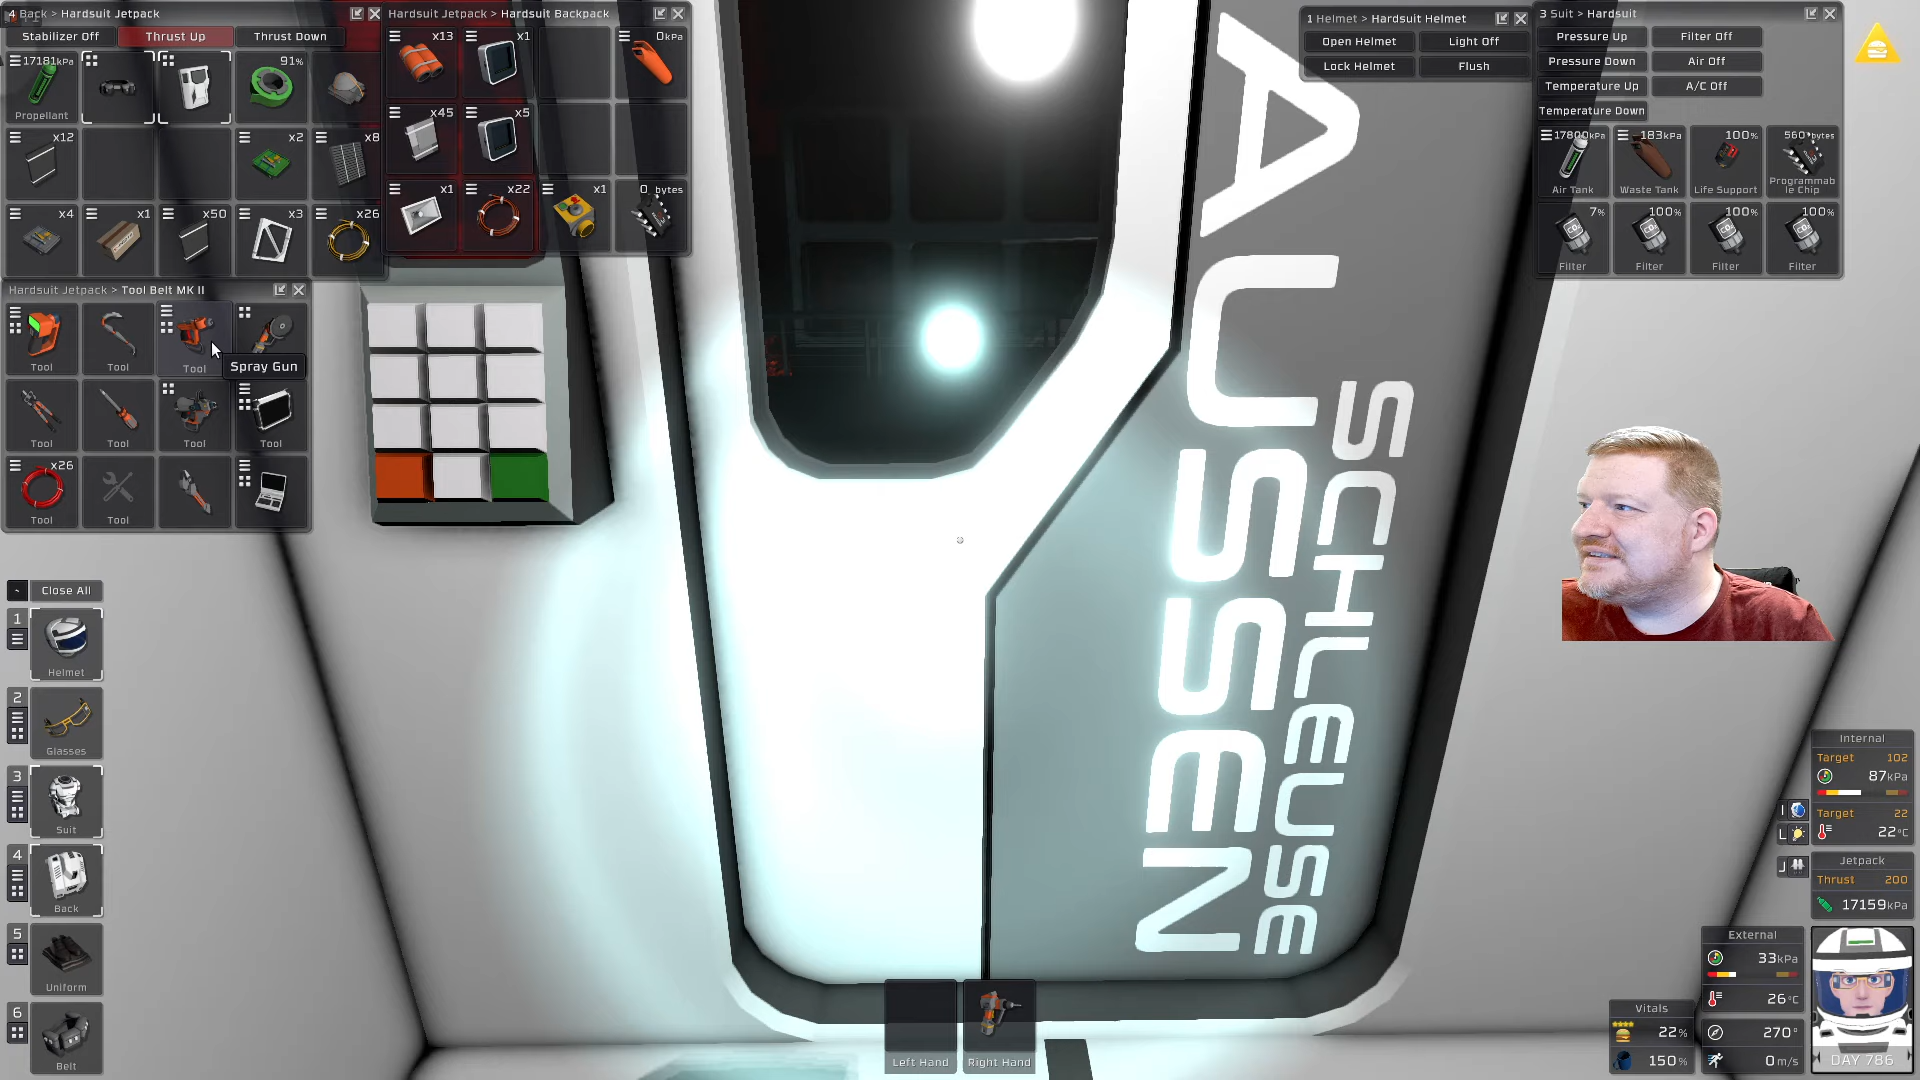 4 Back > Hardsuit Jetpack
Stabilizer Off
Thrust Up
Thrust Down
17181kPa
Propellant
91%
x12
x2
x8
x4
x1
x50
x3
x26
Hardsuit Jetpack > Hardsuit Backpack
x13
x1
0kPa
x45
x5
x1
x22
x1
0 bytes
Hardsuit Jetpack > Tool Belt MK II
Tool
Tool
Tool
Spray Gun
Tool
Tool
Tool
Tool
x26
Tool
Tool
~
Close All
1
Helmet
2
Glasses
3
Suit
4
Back
5
Uniform
6
Belt
AUSSEN
SCHLEUSE
Left Hand
Right Hand
1 Helmet > Hardsuit Helmet
Open Helmet
Light Off
Lock Helmet
Flush
3 Suit > Hardsuit
Pressure Up
Filter Off
Pressure Down
Air Off
Temperature Up
A/C Off
Temperature Down
17800kPa
Air Tank
183kPa
Waste Tank
100%
Life Support
560 bytes
Programmab
le Chip
7%
Filter
100%
Filter
100%
Filter
100%
Filter
Internal
Target 102
87kPa
Target 22
22°C
I
L
J
Jetpack
Thrust 200
17159kPa
External
33kPa
26°C
270°
0m/s
Vitals
22%
150%
DAY 786